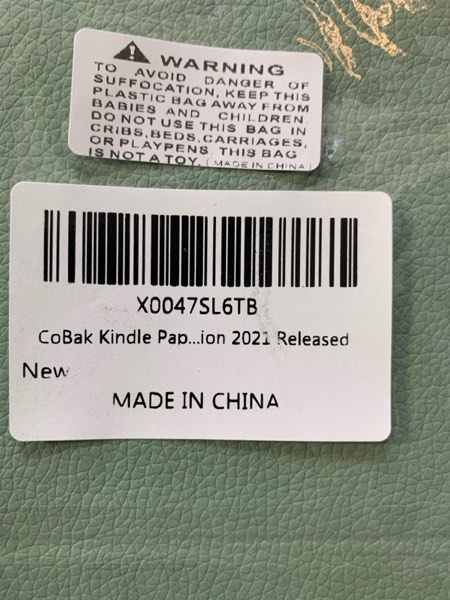 WARNING
TO AVOID DANGER OF
SUFFOCATION, KEEP THIS
PLASTIC BAG AWAY FROM
BABIES AND CHILDREN.
DO NOT USE THIS BAG IN
CRIBS, BEDS, CARRIAGES,
OR PLAYPENS. THIS BAG
IS NOT A TOY. (MADE IN CHINA)
X0047SL6TB
CoBak Kindle Pap...ion 2021 Released
New
MADE IN CHINA